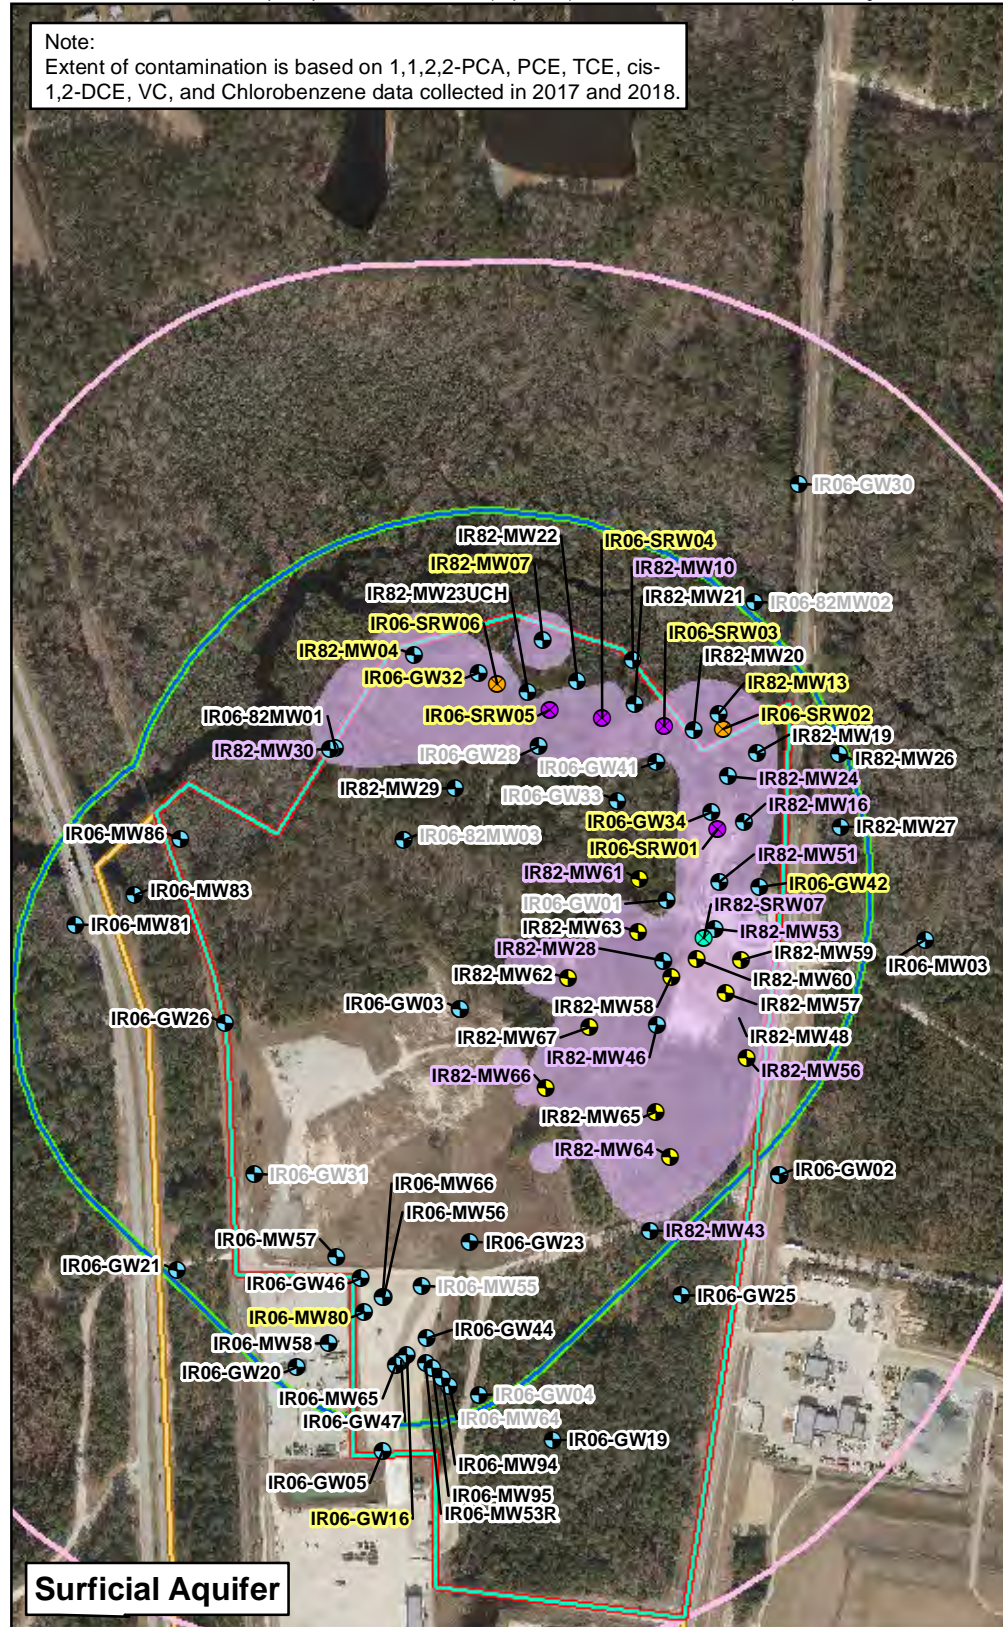 Note:
Extent of contamination is based on 1,1,2,2-PCA, PCE, TCE, cis-
1,2-DCE, VC, and Chlorobenzene data collected in 2017 and 2018.
IR06-GW30
IR82-MW22
IR06-SRW04
IR82-MW07
IR82-MW10
IR82-MW23UCH
IR82-MW21
IR06-82MW02
IR06-SRW06
IR06-SRW03
IR82-MW04
IR82-MW20
IR06-GW32
IR82-MW13
IR06-82MW01
IR06-SRW05
IR06-SRW02
IR82-MW30
IR06-GW28
IR82-MW19
IR06-GW41
IR82-MW26
IR82-MW29
IR82-MW24
IR06-GW33
IR82-MW16
IR06-MW86
IR06-82MW03
IR06-GW34
IR82-MW27
IR06-SRW01
IR82-MW51
IR82-MW61
IR06-GW42
IR06-MW83
IR06-GW01
IR82-SRW07
IR06-MW81
IR82-MW63
IR82-MW53
IR82-MW28
IR82-MW59
IR06-MW03
IR82-MW62
IR82-MW60
IR06-GW03
IR82-MW58
IR82-MW57
IR06-GW26
IR82-MW67
IR82-MW48
IR82-MW46
IR82-MW56
IR82-MW66
IR82-MW65
IR82-MW64
IR06-GW31
IR06-MW66
IR06-GW02
IR06-MW56
IR06-MW57
IR06-GW23
IR82-MW43
IR06-GW21
IR06-GW46
IR06-MW55
IR06-GW25
IR06-MW80
IR06-MW58
IR06-GW44
IR06-GW20
IR06-MW65
IR06-GW04
IR06-GW47
IR06-MW64
IR06-GW19
IR06-GW05
IR06-MW94
IR06-MW95
IR06-GW16
IR06-MW53R
Surficial Aquifer